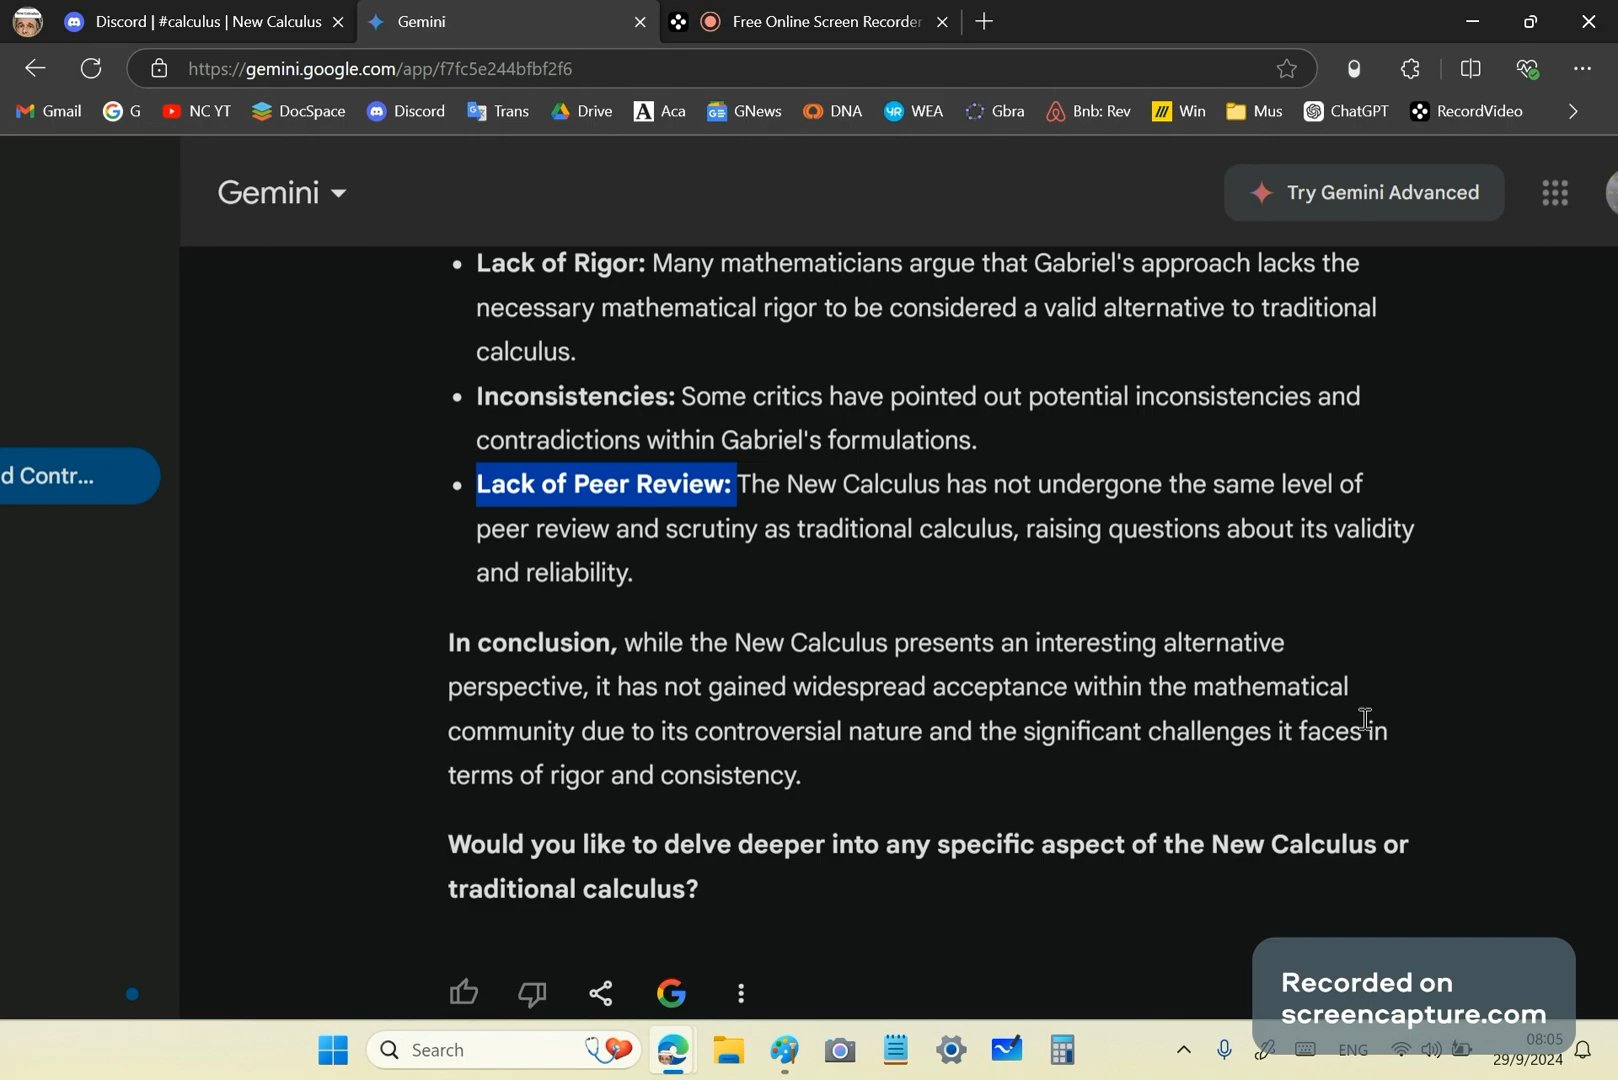 Discord | #calculus | New Calculus
Gemini
Free Online Screen Recorder
https://gemini.google.com/app/f7fc5e244bfbf2f6
Gmail G NC YT DocSpace Discord Trans Drive Aca GNews DNA WEA Gbra Bnb: Rev Win Mus ChatGPT RecordVideo
Gemini
Try Gemini Advanced
• Lack of Rigor: Many mathematicians argue that Gabriel's approach lacks the
necessary mathematical rigor to be considered a valid alternative to traditional
calculus.
• Inconsistencies: Some critics have pointed out potential inconsistencies and
contradictions within Gabriel's formulations.
d Contr...
• Lack of Peer Review: The New Calculus has not undergone the same level of
peer review and scrutiny as traditional calculus, raising questions about its validity
and reliability.
In conclusion, while the New Calculus presents an interesting alternative
perspective, it has not gained widespread acceptance within the mathematical
community due to its controversial nature and the significant challenges it faces in
terms of rigor and consistency.
Would you like to delve deeper into any specific aspect of the New Calculus or
traditional calculus?
Recorded on
screencapture.com
Search
ENG
08:05
29/9/2024